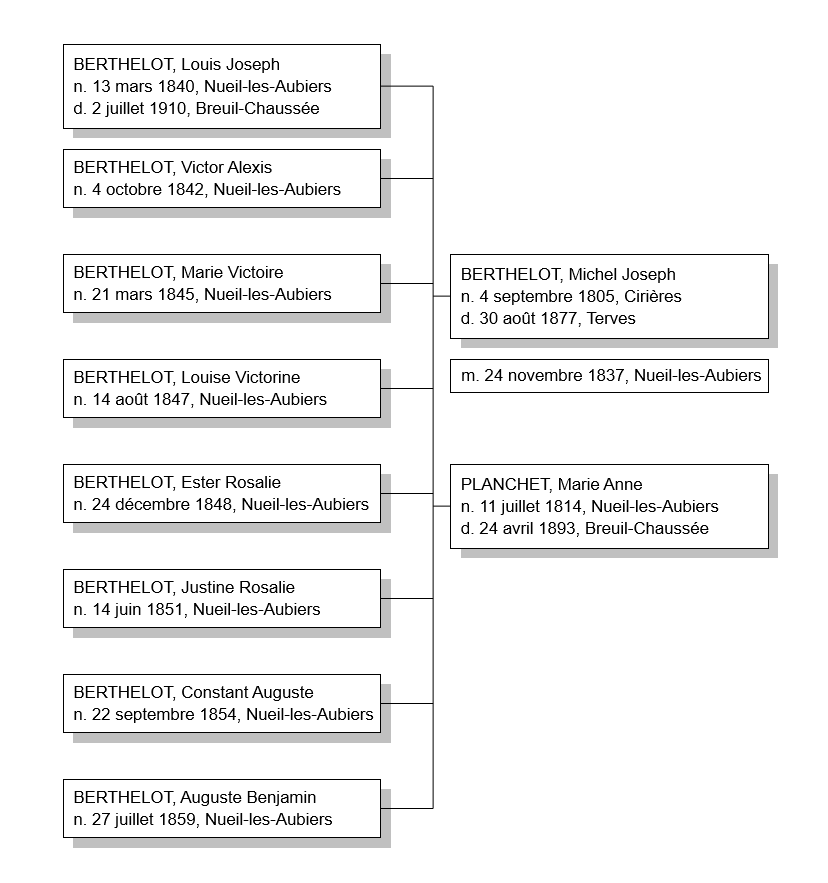 BERTHELOT, Louis Joseph
n. 13 mars 1840, Nueil-les-Aubiers
d. 2 juillet 1910, Breuil-Chaussée
BERTHELOT, Victor Alexis
n. 4 octobre 1842, Nueil-les-Aubiers
BERTHELOT, Marie Victoire
n. 21 mars 1845, Nueil-les-Aubiers
BERTHELOT, Louise Victorine
n. 14 août 1847, Nueil-les-Aubiers
BERTHELOT, Ester Rosalie
n. 24 décembre 1848, Nueil-les-Aubiers
BERTHELOT, Justine Rosalie
n. 14 juin 1851, Nueil-les-Aubiers
BERTHELOT, Constant Auguste
n. 22 septembre 1854, Nueil-les-Aubiers
BERTHELOT, Auguste Benjamin
n. 27 juillet 1859, Nueil-les-Aubiers
BERTHELOT, Michel Joseph
n. 4 septembre 1805, Cirières
d. 30 août 1877, Terves
m. 24 novembre 1837, Nueil-les-Aubiers
PLANCHET, Marie Anne
n. 11 juillet 1814, Nueil-les-Aubiers
d. 24 avril 1893, Breuil-Chaussée